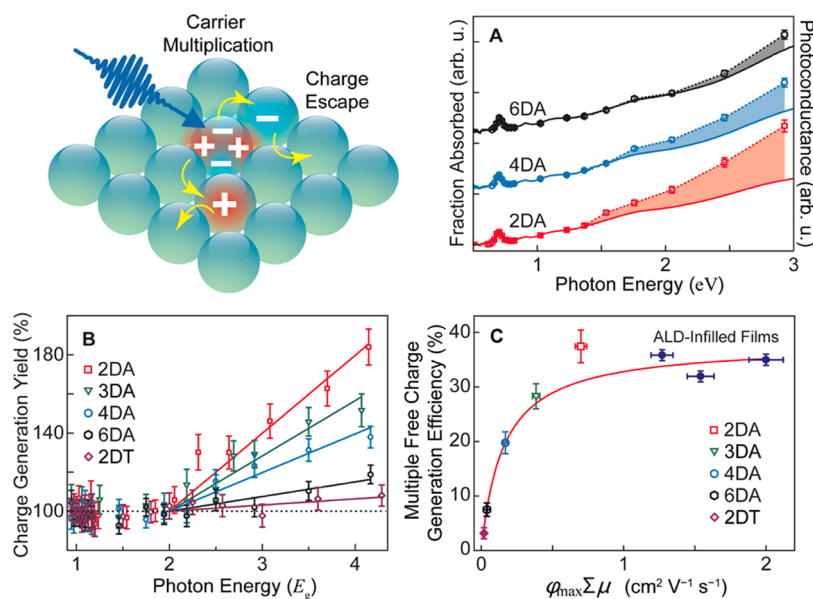 Carrier
Multiplication
Charge
Escape
+ − + −
− +
A
6DA
4DA
2DA
Fraction Absorbed (arb. u.)
Photoconductance
(arb. u.)
1 2 3
Photon Energy (eV)
B
2DA
3DA
4DA
6DA
2DT
Charge Generation Yield (%)
180
140
100
1 2 3 4
Photon Energy (Eg)
C
ALD-Infilled Films
2DA
3DA
4DA
6DA
2DT
Multiple Free Charge
Generation Efficiency (%)
40
30
20
10
0
0 1 2
φmaxΣμ (cm² V⁻¹ s⁻¹)